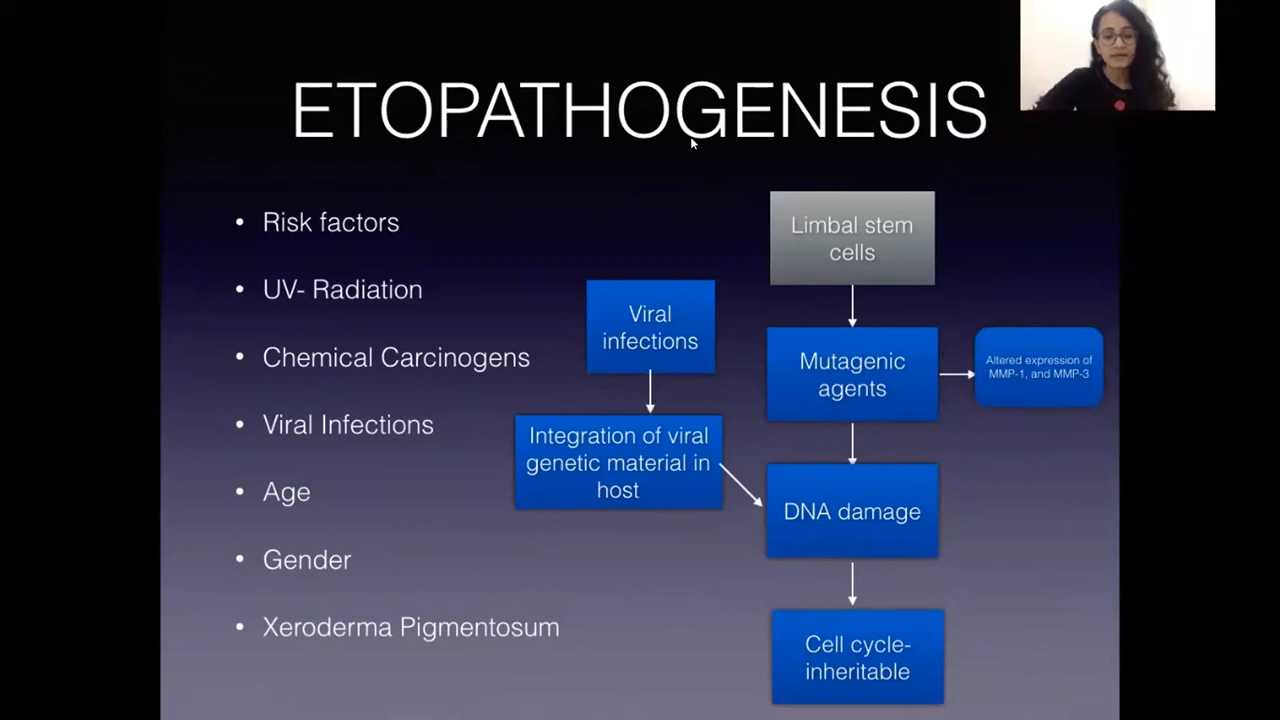 ETOPATHOGENESIS
• Risk factors
• UV- Radiation
• Chemical Carcinogens
• Viral Infections
• Age
• Gender
• Xeroderma Pigmentosum
Limbal stem
cells
Viral
infections
Mutagenic
agents
Altered expression of
MMP-1, and MMP-3
Integration of viral
genetic material in
host
DNA damage
Cell cycle-
inheritable